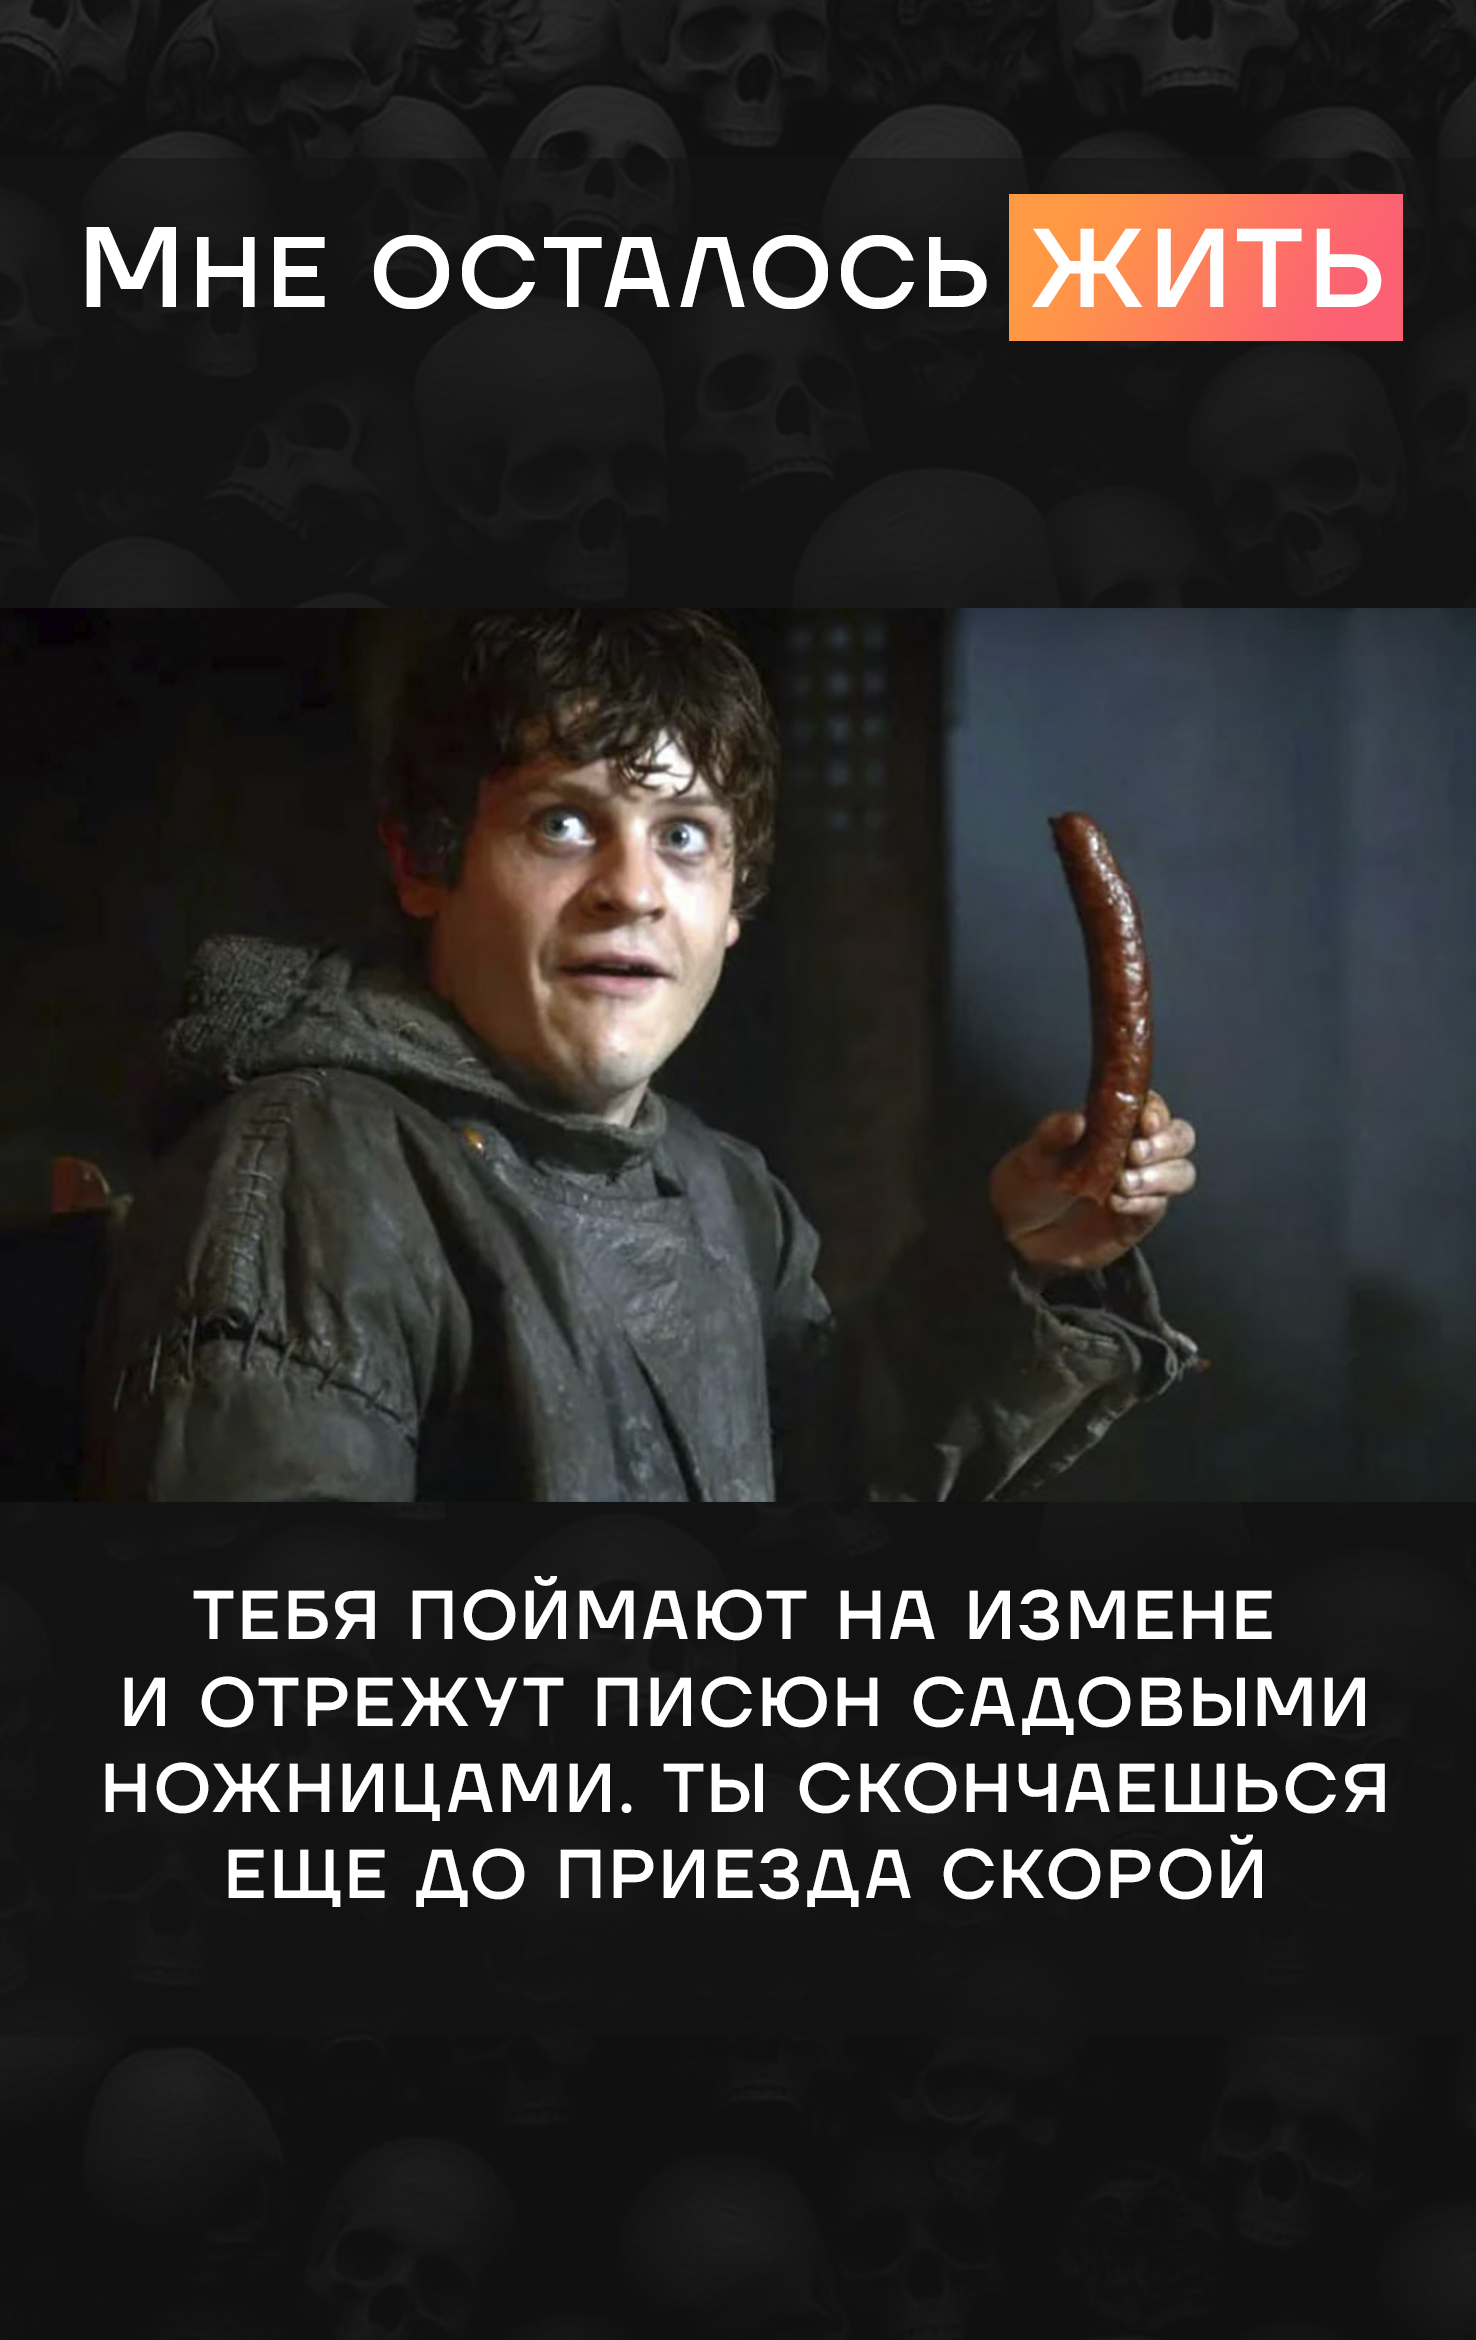 Мне осталось жить
ТЕБЯ ПОЙМАЮТ НА ИЗМЕНЕ
И ОТРЕЖУТ ПИСЮН САДОВЫМИ
НОЖНИЦАМИ. ТЫ СКОНЧАЕШЬСЯ
ЕЩЕ ДО ПРИЕЗДА СКОРОЙ